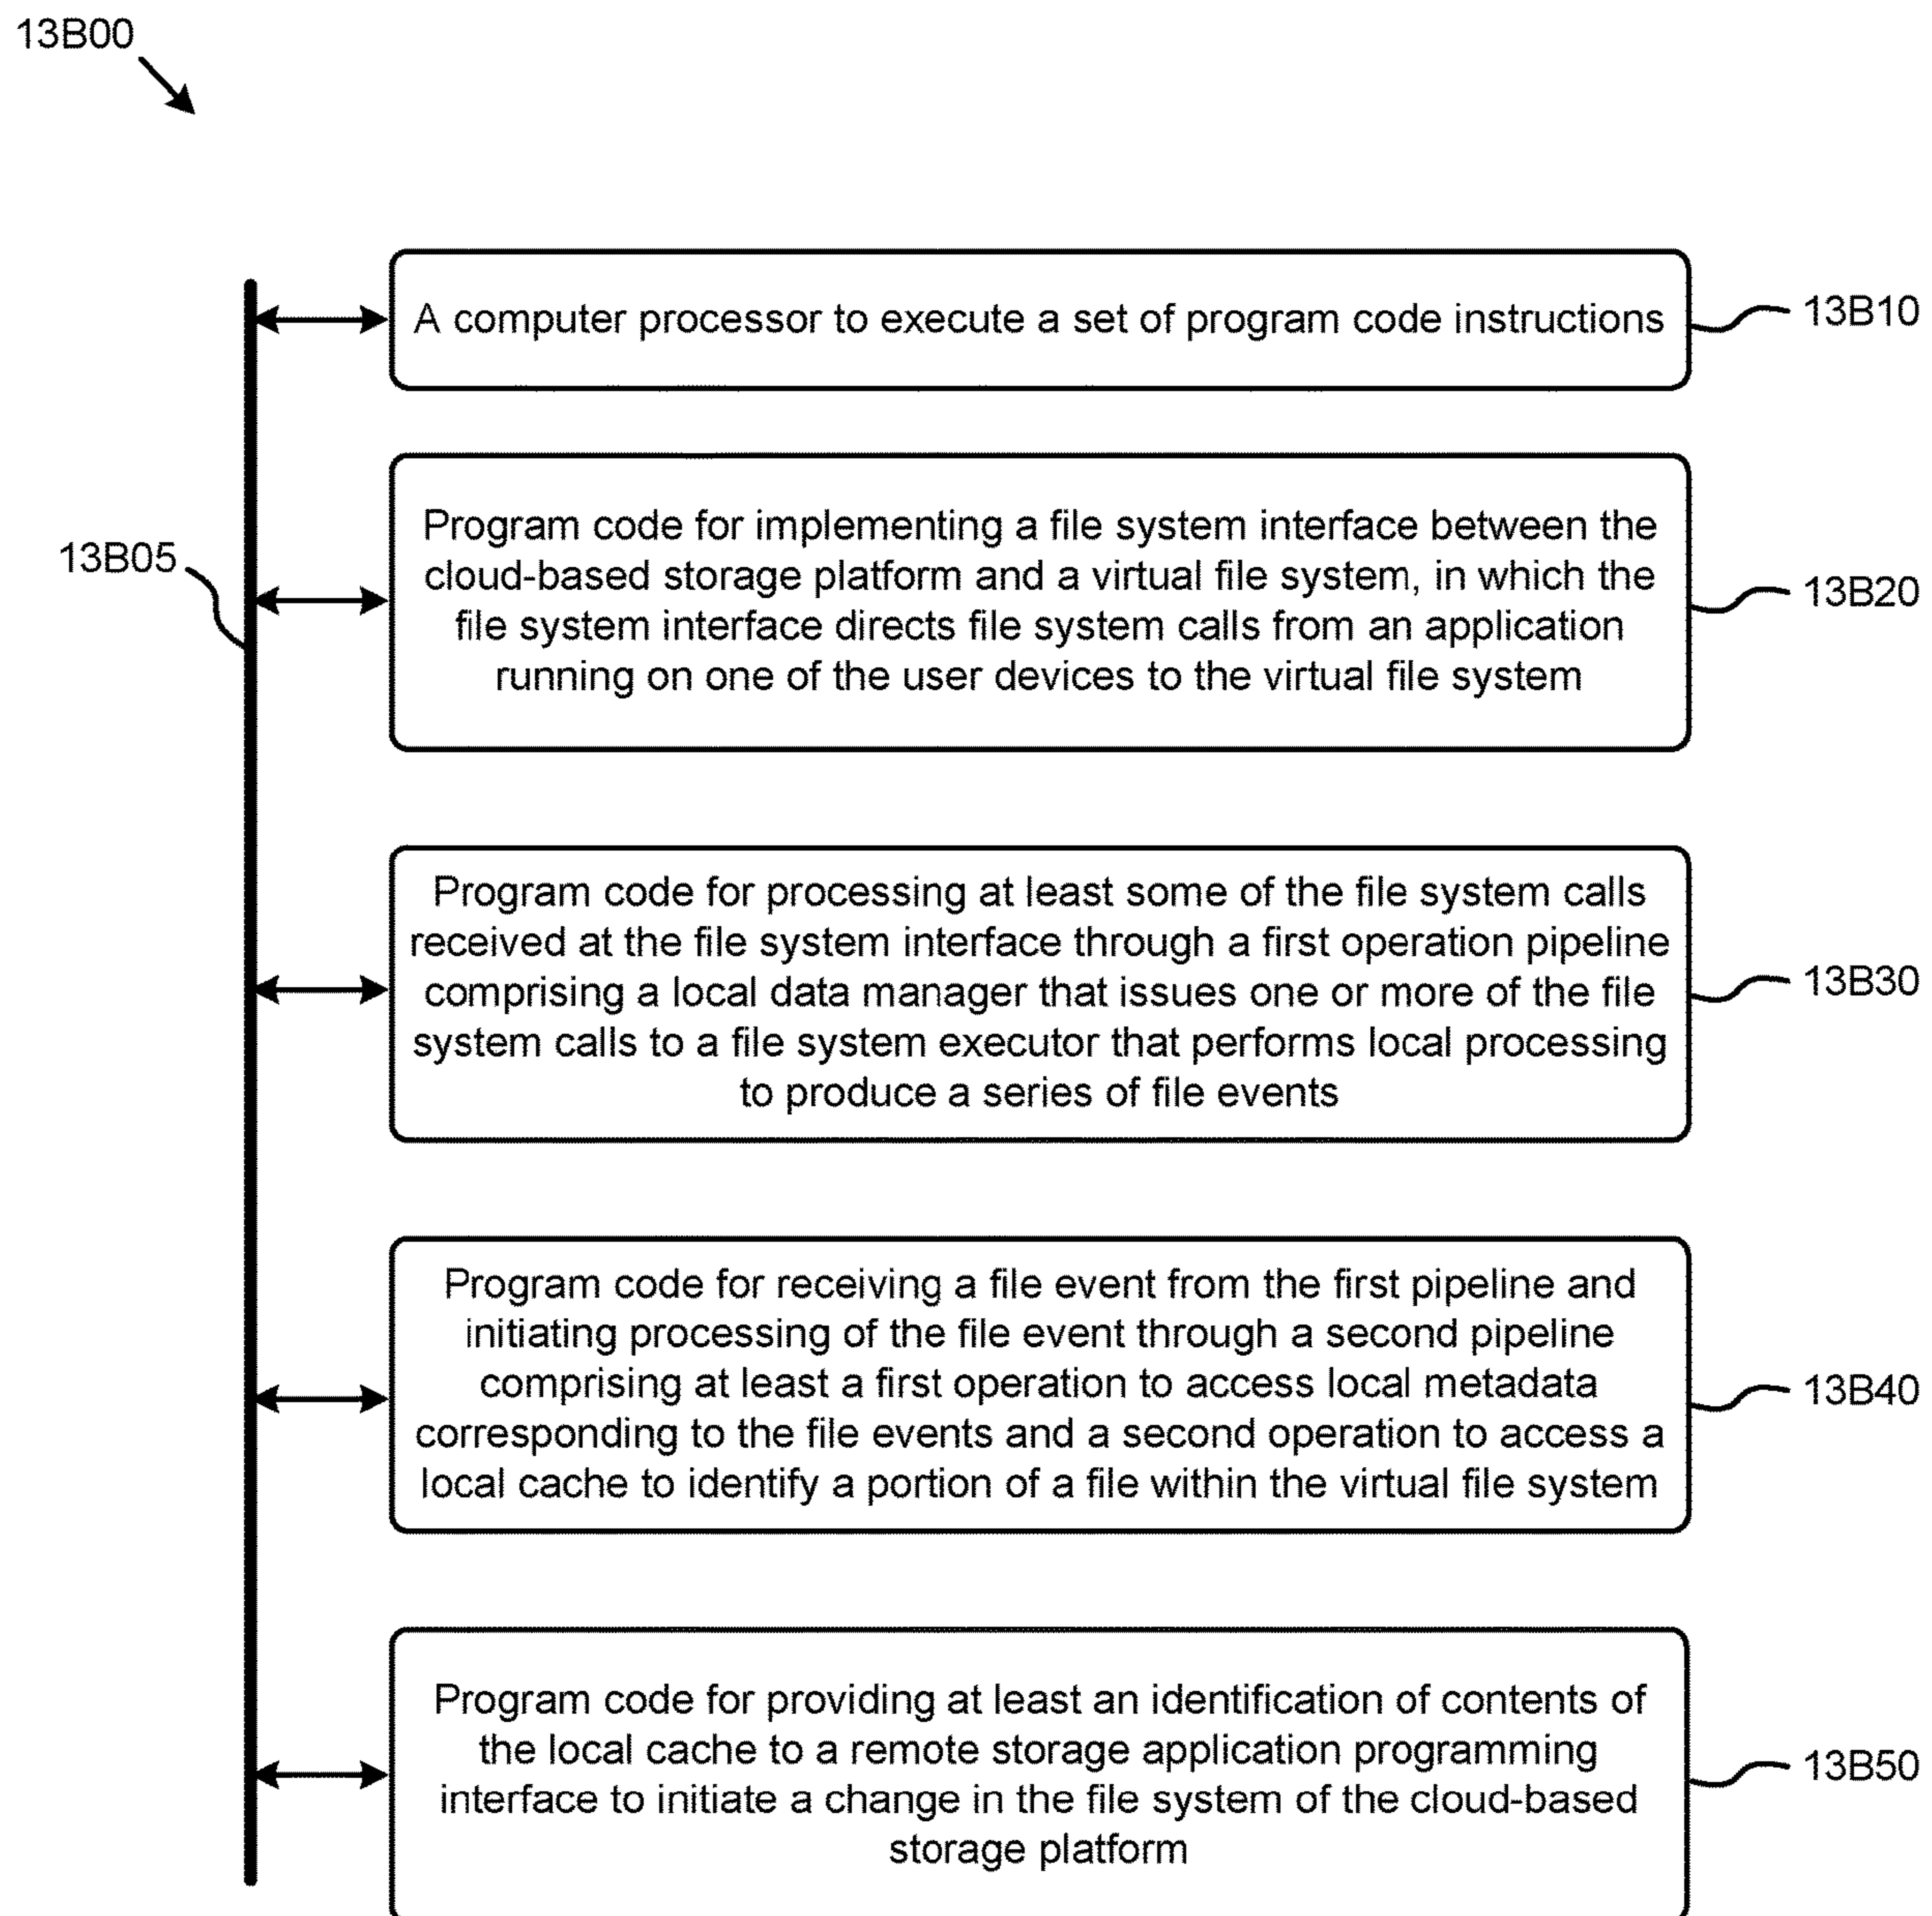 13B00
A computer processor to execute a set of program code instructions
13B10
13B05
Program code for implementing a file system interface between the
cloud-based storage platform and a virtual file system, in which the
file system interface directs file system calls from an application
running on one of the user devices to the virtual file system
13B20
Program code for processing at least some of the file system calls
received at the file system interface through a first operation pipeline
comprising a local data manager that issues one or more of the file
system calls to a file system executor that performs local processing
to produce a series of file events
13B30
Program code for receiving a file event from the first pipeline and
initiating processing of the file event through a second pipeline
comprising at least a first operation to access local metadata
corresponding to the file events and a second operation to access a
local cache to identify a portion of a file within the virtual file system
13B40
Program code for providing at least an identification of contents of
the local cache to a remote storage application programming
interface to initiate a change in the file system of the cloud-based
storage platform
13B50